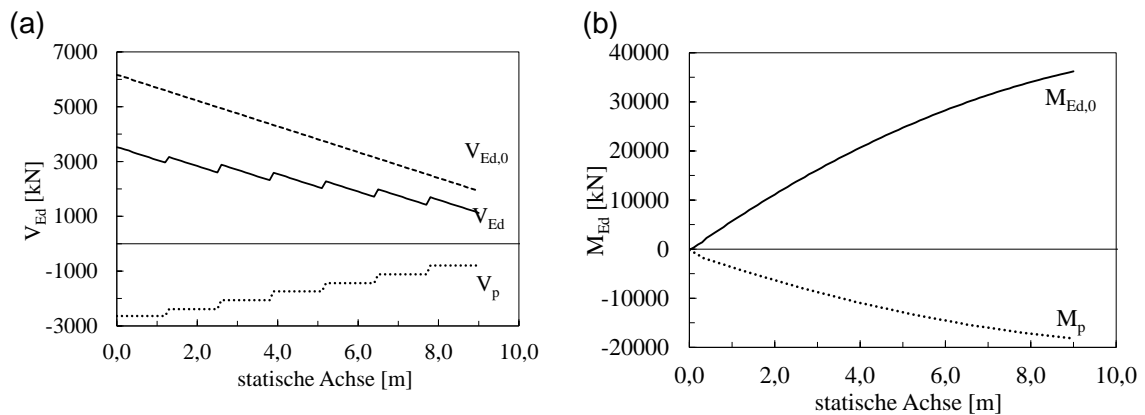 (a)
7000
5000
3000
1000
-1000
-3000
V_Ed [kN]
V_Ed,0
V_Ed
V_p
0,0 2,0 4,0 6,0 8,0 10,0
statische Achse [m]
(b)
40000
30000
20000
10000
0
-10000
-20000
M_Ed [kN]
M_Ed,0
M_p
0,0 2,0 4,0 6,0 8,0 10,0
statische Achse [m]